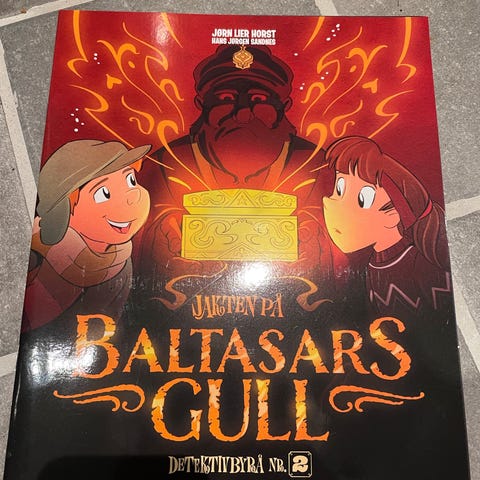 JØRN LIER HORST
HANS JØRGEN SANDNES
JAKTEN PÅ
BALTASARS
GULL
DETEKTIVBYRÅ NR. 2